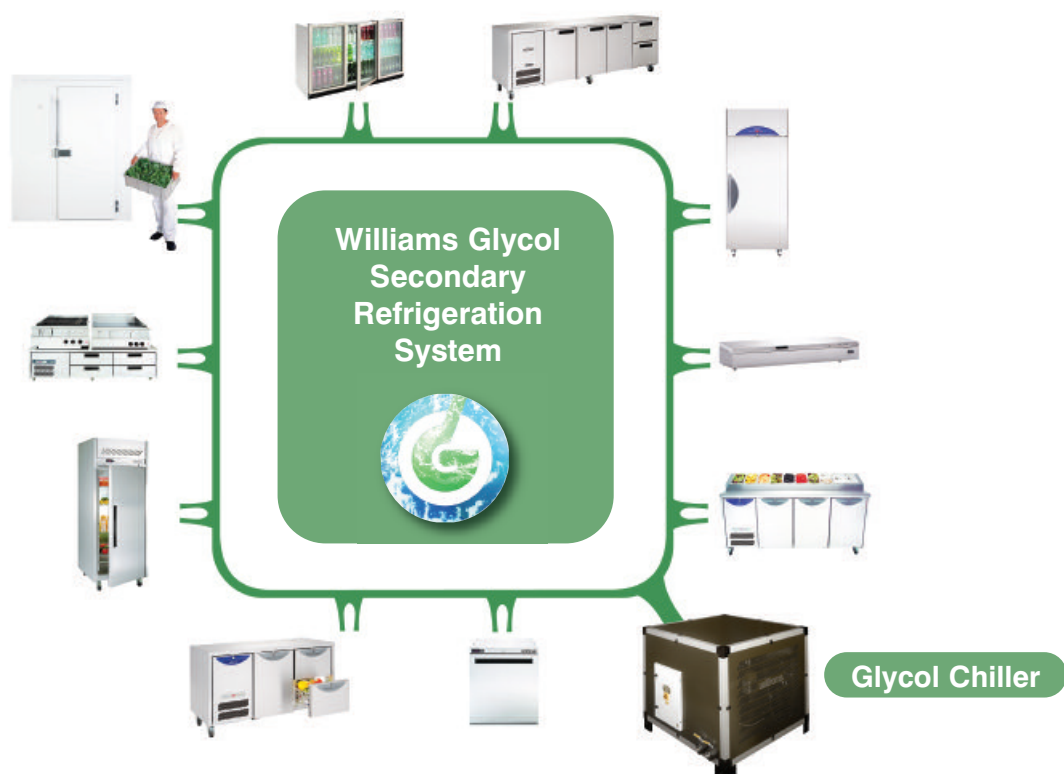 Williams Glycol
Secondary
Refrigeration
System
G
Glycol Chiller